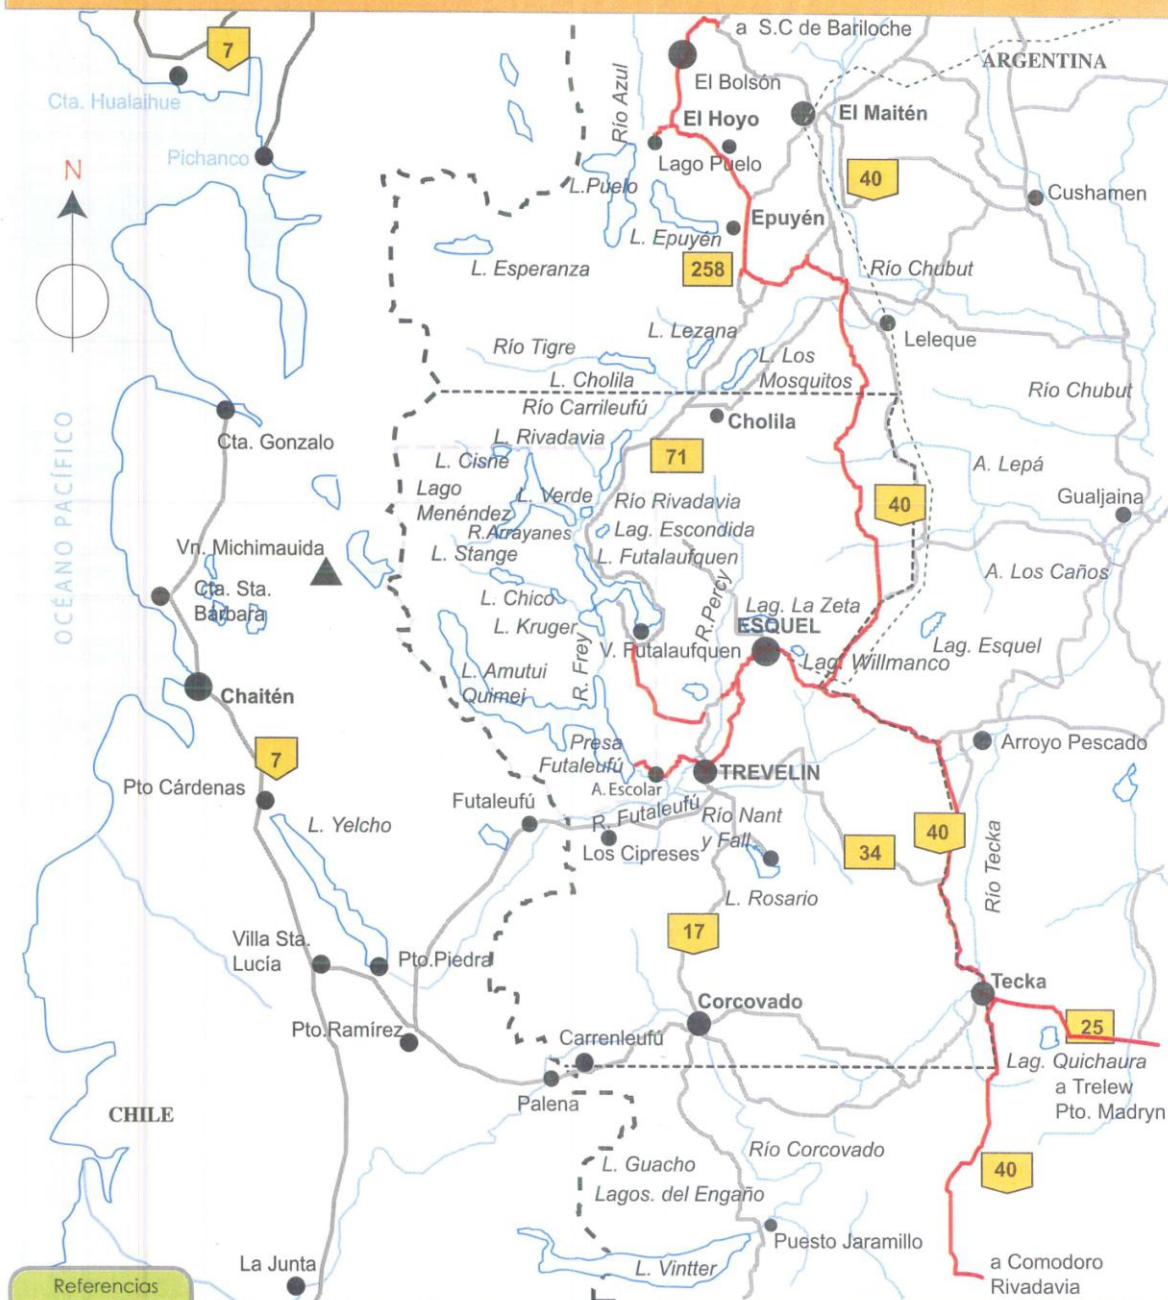 a S.C de Bariloche
7
ARGENTINA
El Bolsón
Cta. Hualaihue
Río Azul
El Hoyo
El Maitén
Pichanco
Lago Puelo
N
40
L.Puelo
Cushamen
Epuyén
L. Epuyén
L. Esperanza
258
Río Chubut
L. Lezana
Río Tigre
Leleque
L. Los
Mosquitos
L. Cholila
Río Chubut
Río Carrileufú
Cta. Gonzalo
Cholila
L. Rivadavia
OCÉANO PACÍFICO
L. Cisne
71
A. Lepá
Lago
Menéndez
L. Verde
Río Rivadavia
40
Gualjaina
R.Arrayanes
Lag. Escondida
Vn. Michimauida
L. Stange
L. Futalaufquen
A. Los Caños
Cta. Sta.
Bárbara
L. Chico
R.Percy
Lag. La Zeta
L. Kruger
ESQUEL
Lag. Esquel
V. Futalaufquen
R. Frey
Lag. Willmanco
L. Amutui
Quimei
Chaitén
Presa
Futaleufú
Arroyo Pescado
7
TREVELIN
Pto Cárdenas
A. Escolar
Futaleufú
R. Futaleufú
Río Nant
y Fall
L. Yelcho
40
Los Cipreses
34
Río Tecka
L. Rosario
Villa Sta.
Lucía
17
Pto.Piedra
Tecka
Corcovado
Pto.Ramírez
25
Carrenleufú
Lag. Quichaura
a Trelew
Pto. Madryn
Palena
CHILE
Río Corcovado
L. Guacho
40
Lagos. del Engaño
Puesto Jaramillo
La Junta
L. Vintter
a Comodoro
Rivadavia
Referencias